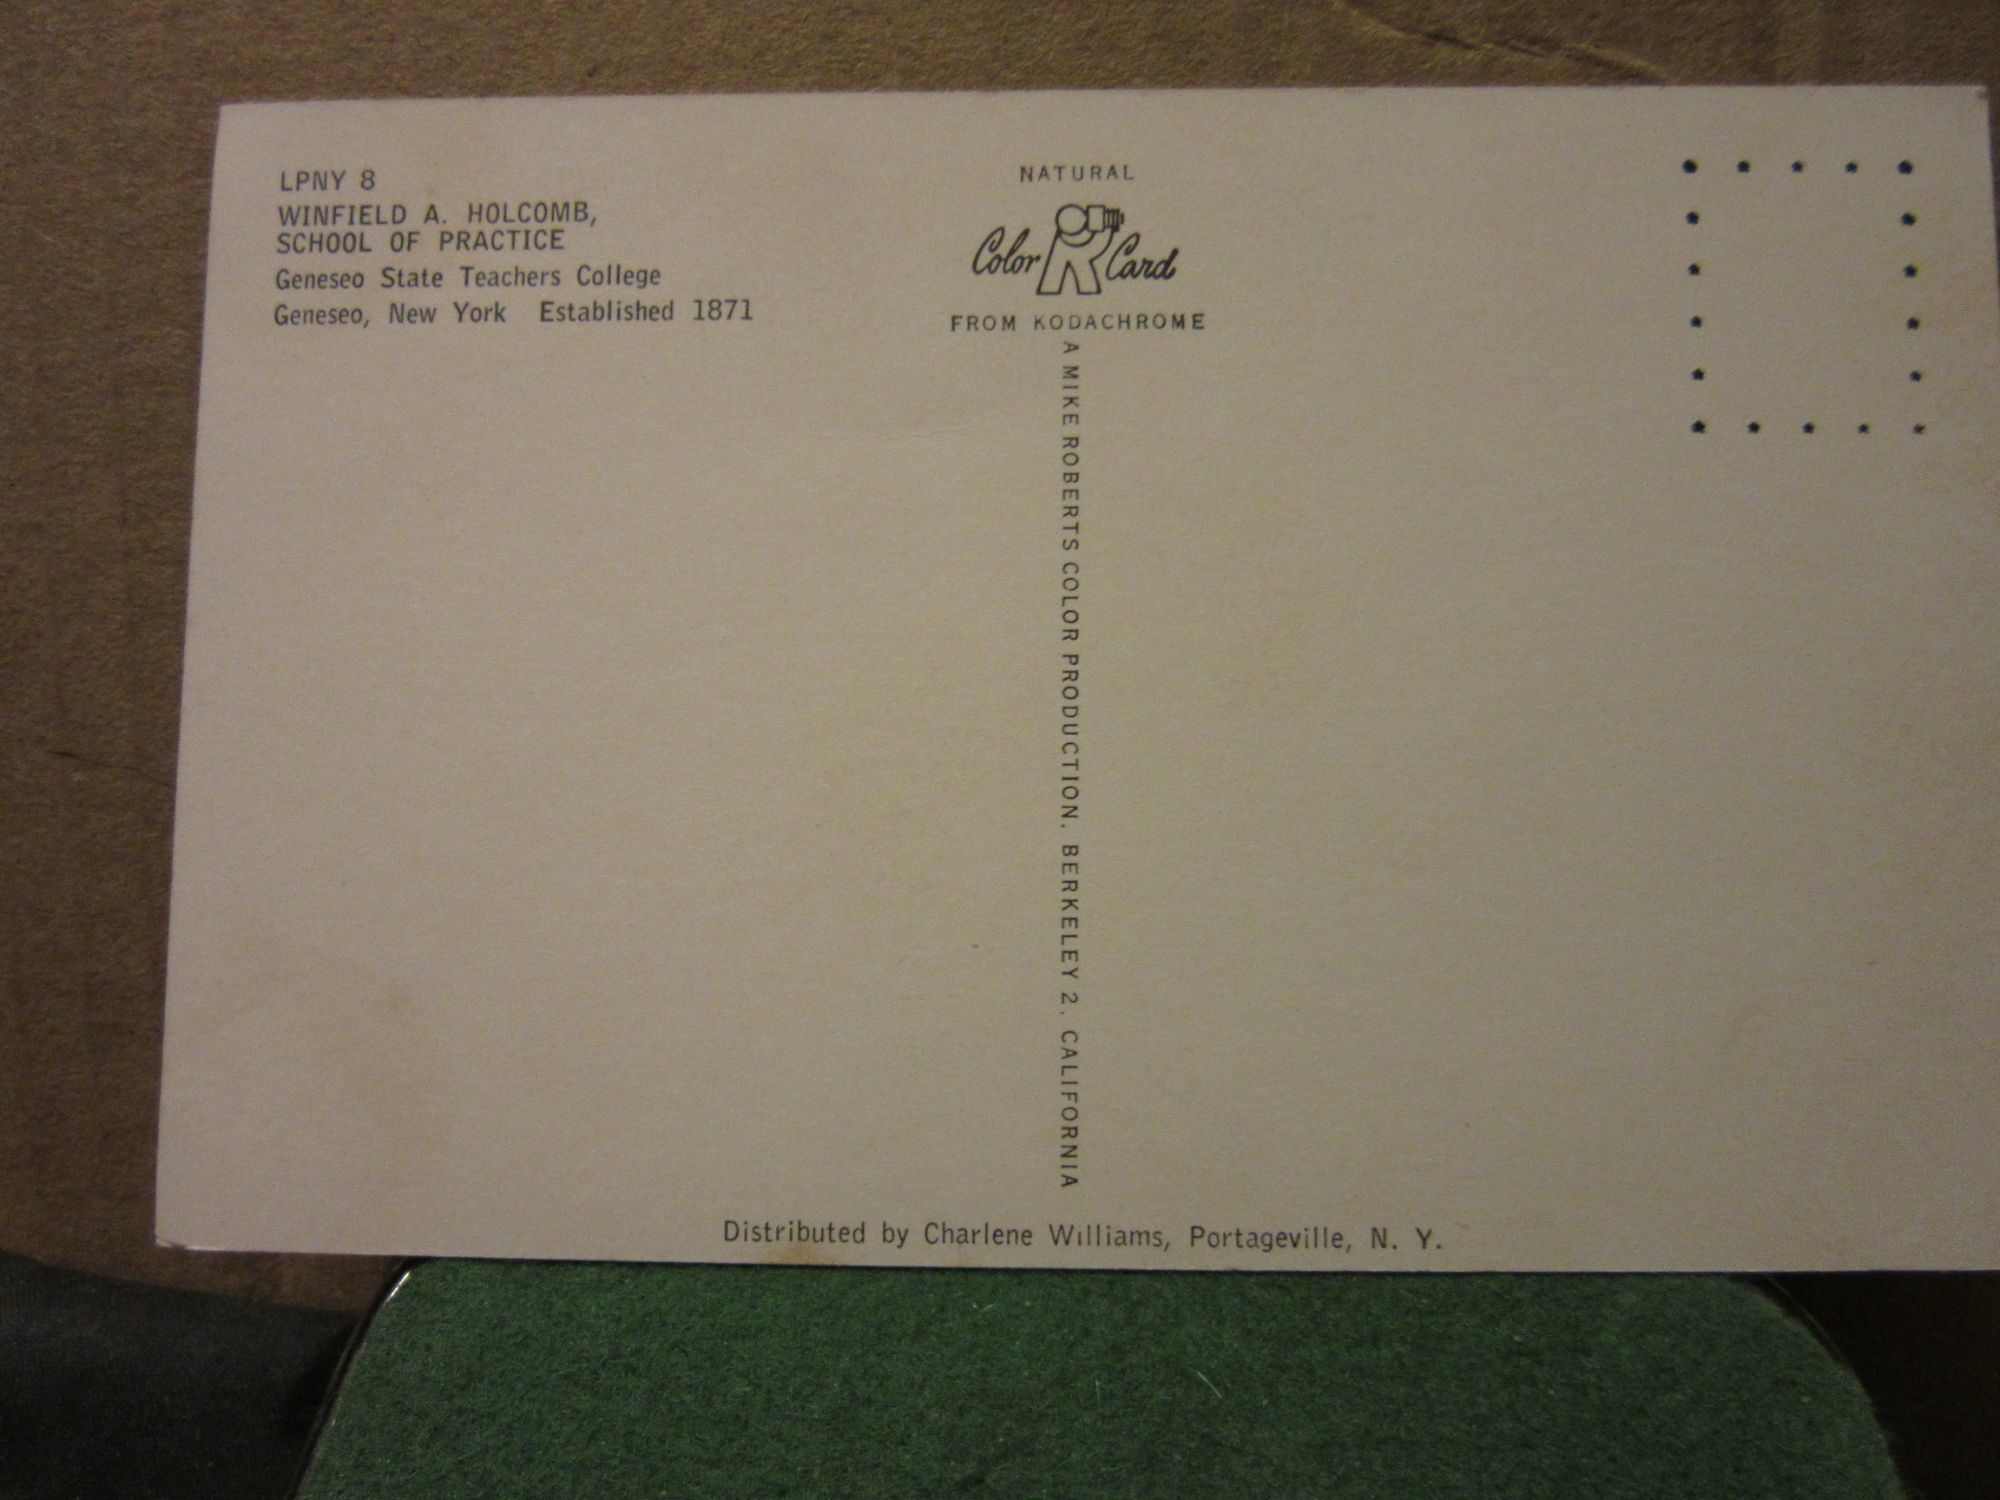 LPNY 8
WINFIELD A. HOLCOMB,
SCHOOL OF PRACTICE
Geneseo State Teachers College
Geneseo, New York Established 1871
NATURAL
Color Card
FROM KODACHROME
A MIKE ROBERTS COLOR PRODUCTION. BERKELEY 2. CALIFORNIA
Distributed by Charlene Williams, Portageville, N. Y.